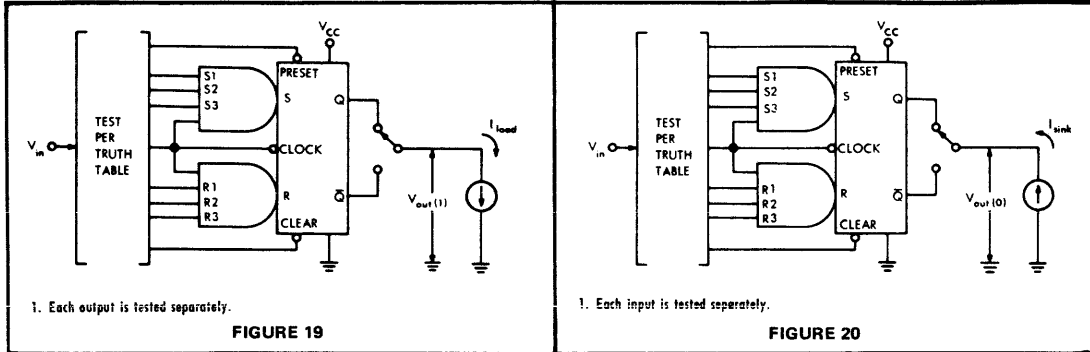 V_CC
PRESET
S1
S2
S3
S
Q
TEST
PER
TRUTH
TABLE
V_in
CLOCK
I_load
R1
R2
R3
R
Q̅
V_out(1)
CLEAR
1. Each output is tested separately.
FIGURE 19
V_CC
PRESET
S1
S2
S3
S
Q
TEST
PER
TRUTH
TABLE
V_in
CLOCK
I_sink
R1
R2
R3
R
Q̅
V_out(0)
CLEAR
1. Each input is tested separately.
FIGURE 20